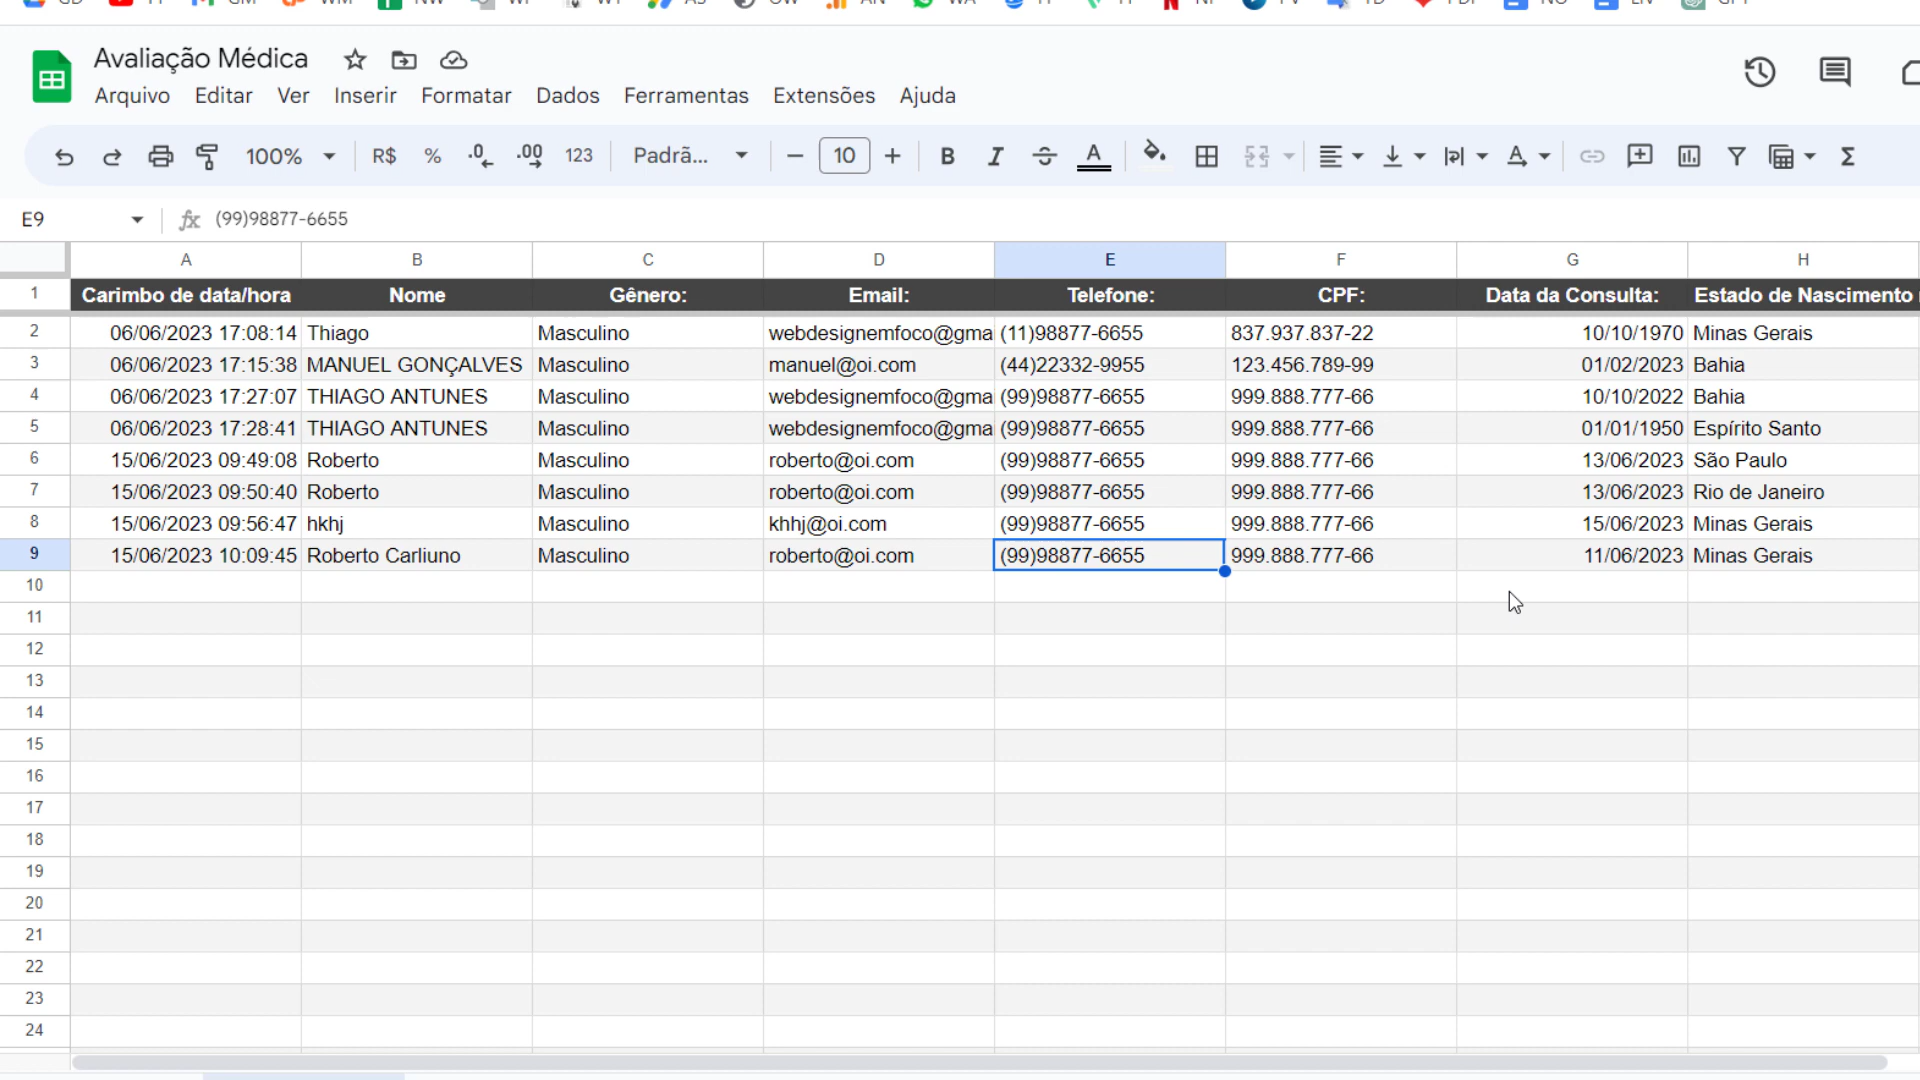 Avaliação Médica
Arquivo Editar Ver Inserir Formatar Dados Ferramentas Extensões Ajuda
100% R$ % .0 .00 123 Padrã... 10 B I A A Σ
E9 fx (99)98877-6655
A B C D E F G H
1 Carimbo de data/hora Nome Gênero: Email: Telefone: CPF: Data da Consulta: Estado de Nascimento
2 06/06/2023 17:08:14 Thiago Masculino webdesignemfoco@gma (11)98877-6655 837.937.837-22 10/10/1970 Minas Gerais
3 06/06/2023 17:15:38 MANUEL GONÇALVES Masculino manuel@oi.com (44)22332-9955 123.456.789-99 01/02/2023 Bahia
4 06/06/2023 17:27:07 THIAGO ANTUNES Masculino webdesignemfoco@gma (99)98877-6655 999.888.777-66 10/10/2022 Bahia
5 06/06/2023 17:28:41 THIAGO ANTUNES Masculino webdesignemfoco@gma (99)98877-6655 999.888.777-66 01/01/1950 Espírito Santo
6 15/06/2023 09:49:08 Roberto Masculino roberto@oi.com (99)98877-6655 999.888.777-66 13/06/2023 São Paulo
7 15/06/2023 09:50:40 Roberto Masculino roberto@oi.com (99)98877-6655 999.888.777-66 13/06/2023 Rio de Janeiro
8 15/06/2023 09:56:47 hkhj Masculino khhj@oi.com (99)98877-6655 999.888.777-66 15/06/2023 Minas Gerais
9 15/06/2023 10:09:45 Roberto Carliuno Masculino roberto@oi.com (99)98877-6655 999.888.777-66 11/06/2023 Minas Gerais
10
11
12
13
14
15
16
17
18
19
20
21
22
23
24